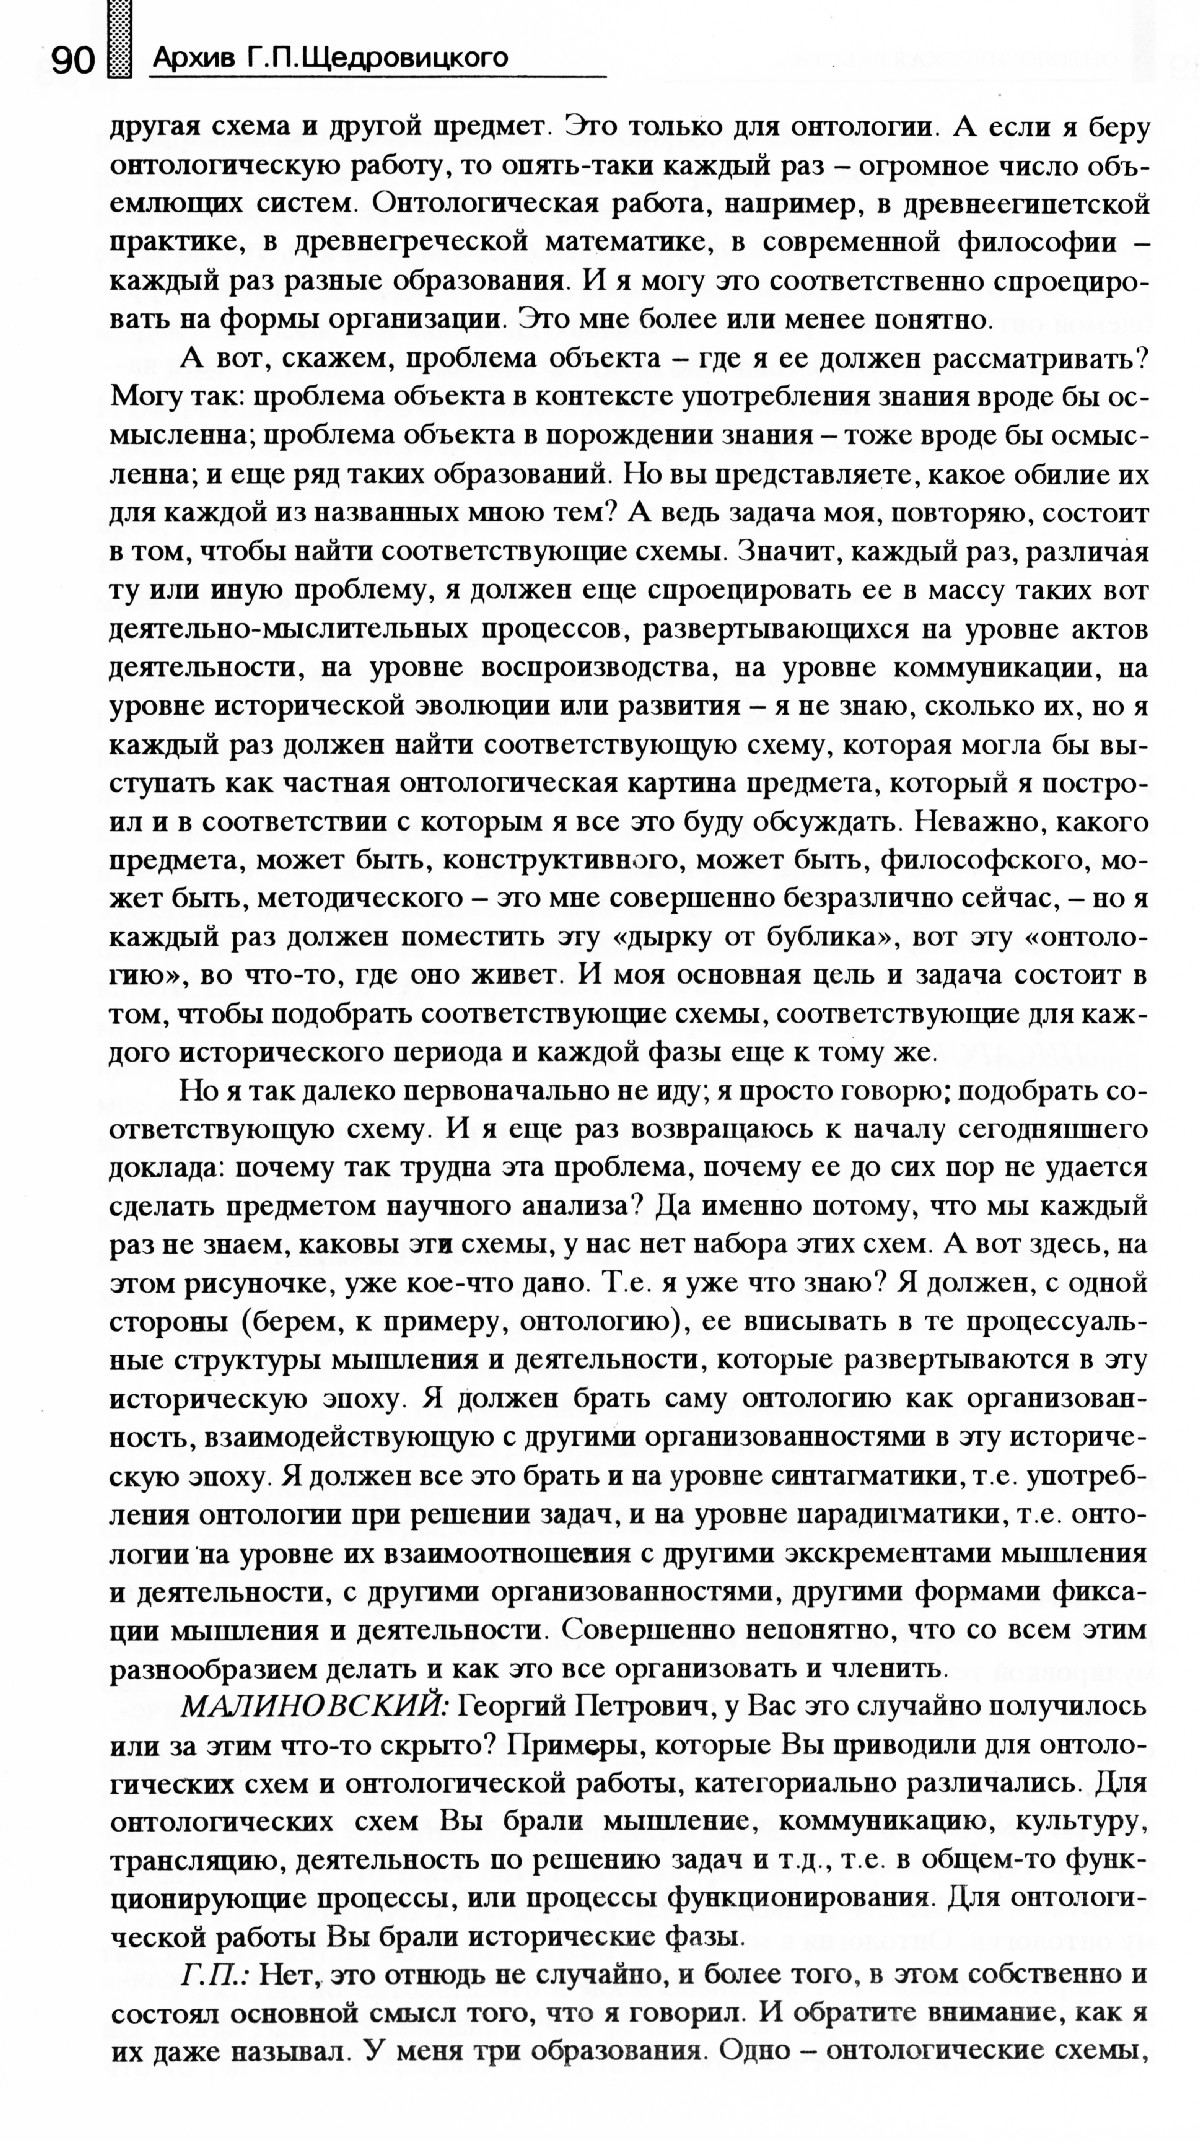 90 Архив Г.П.Щедровицкого
другая схема и другой предмет. Это только для онтологии. А если я беру
онтологическую работу, то опять-таки каждый раз – огромное число объ-
емлющих систем. Онтологическая работа, например, в древнеегипетской
практике, в древнегреческой математике, в современной философии –
каждый раз разные образования. И я могу это соответственно спроециро-
вать на формы организации. Это мне более или менее понятно.
А вот, скажем, проблема объекта – где я ее должен рассматривать?
Могу так: проблема объекта в контексте употребления знания вроде бы ос-
мысленна; проблема объекта в порождении знания – тоже вроде бы осмыс-
ленна; и еще ряд таких образований. Но вы представляете, какое обилие их
для каждой из названных мною тем? А ведь задача моя, повторяю, состоит
в том, чтобы найти соответствующие схемы. Значит, каждый раз, различая
ту или иную проблему, я должен еще спроецировать ее в массу таких вот
деятельно-мыслительных процессов, развертывающихся на уровне актов
деятельности, на уровне воспроизводства, на уровне коммуникации, на
уровне исторической эволюции или развития – я не знаю, сколько их, но я
каждый раз должен найти соответствующую схему, которая могла бы вы-
ступать как частная онтологическая картина предмета, который я постро-
ил и в соответствии с которым я все это буду обсуждать. Неважно, какого
предмета, может быть, конструктивного, может быть, философского, мо-
жет быть, методического – это мне совершенно безразлично сейчас, – но я
каждый раз должен поместить эту «дырку от бублика», вот эту «онтоло-
гию», во что-то, где оно живет. И моя основная цель и задача состоит в
том, чтобы подобрать соответствующие схемы, соответствующие для каж-
дого исторического периода и каждой фазы еще к тому же.
Но я так далеко первоначально не иду; я просто говорю; подобрать со-
ответствующую схему. И я еще раз возвращаюсь к началу сегодняшнего
доклада: почему так трудна эта проблема, почему ее до сих пор не удается
сделать предметом научного анализа? Да именно потому, что мы каждый
раз не знаем, каковы эти схемы, у нас нет набора этих схем. А вот здесь, на
этом рисуночке, уже кое-что дано. Т.е. я уже что знаю? Я должен, с одной
стороны (берем, к примеру, онтологию), ее вписывать в те процессуаль-
ные структуры мышления и деятельности, которые развертываются в эту
историческую эпоху. Я должен брать саму онтологию как организован-
ность, взаимодействующую с другими организованностями в эту историче-
скую эпоху. Я должен все это брать и на уровне синтагматики, т.е. употреб-
ления онтологии при решении задач, и на уровне парадигматики, т.е. онто-
логии на уровне их взаимоотношения с другими экскрементами мышления
и деятельности, с другими организованностями, другими формами фикса-
ции мышления и деятельности. Совершенно непонятно, что со всем этим
разнообразием делать и как это все организовать и членить.
МАЛИНОВСКИЙ: Георгий Петрович, у Вас это случайно получилось
или за этим что-то скрыто? Примеры, которые Вы приводили для онтоло-
гических схем и онтологической работы, категориально различались. Для
онтологических схем Вы брали мышление, коммуникацию, культуру,
трансляцию, деятельность по решению задач и т.д., т.е. в общем-то функ-
ционирующие процессы, или процессы функционирования. Для онтологи-
ческой работы Вы брали исторические фазы.
Г.П.: Нет, это отнюдь не случайно, и более того, в этом собственно и
состоял основной смысл того, что я говорил. И обратите внимание, как я
их даже называл. У меня три образования. Одно – онтологические схемы,